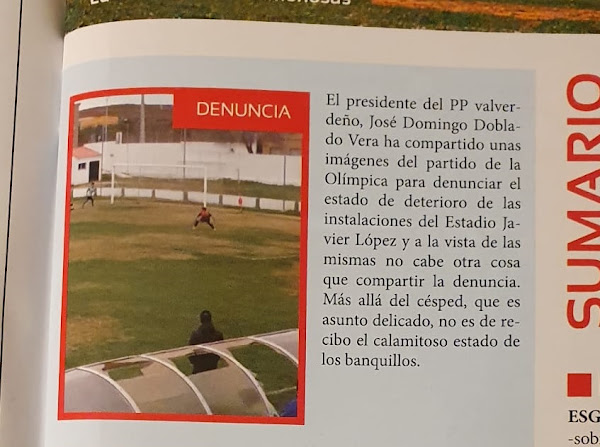 DENUNCIA
El presidente del PP valver-
deño, José Domingo Dobla-
do Vera ha compartido unas
imágenes del partido de la
Olímpica para denunciar el
estado de deterioro de las
instalaciones del Estadio Ja-
vier López y a la vista de las
mismas no cabe otra cosa
que compartir la denuncia.
Más allá del césped, que es
asunto delicado, no es de re-
cibo el calamitoso estado de
los banquillos.
SUMARIO
ESG
-sob